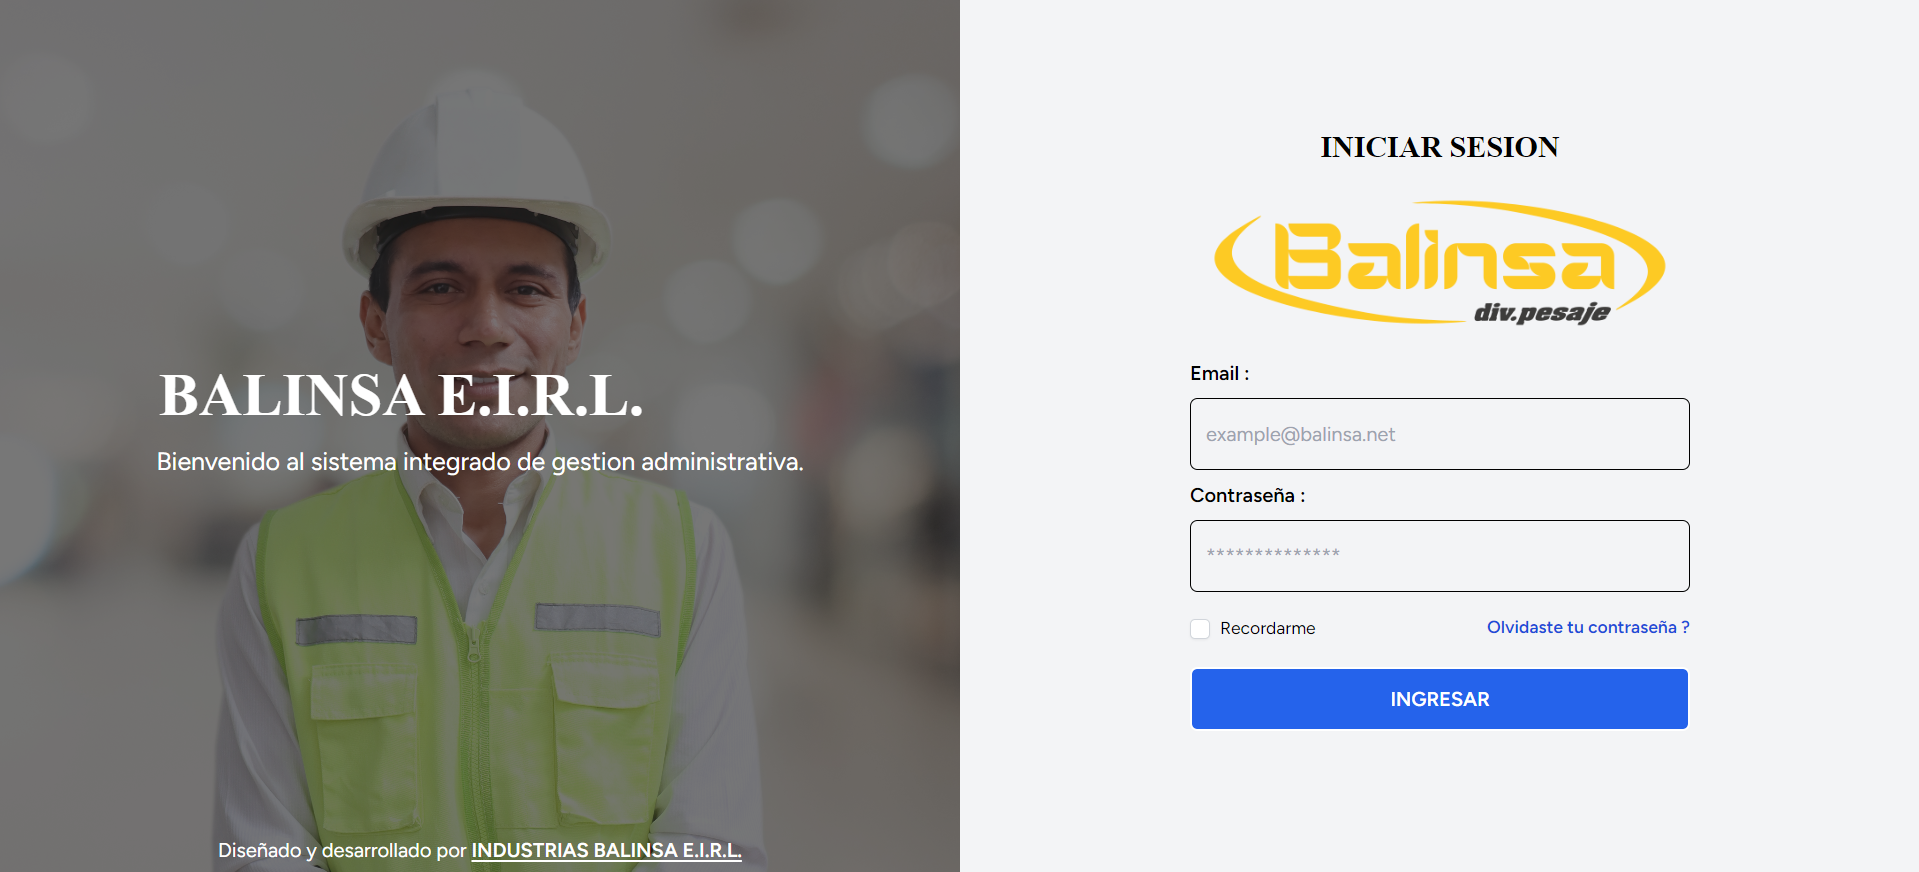 BALINSA E.I.R.L.
Bienvenido al sistema integrado de gestion administrativa.
Diseñado y desarrollado por INDUSTRIAS BALINSA E.I.R.L.
INICIAR SESION
Balinsa
div.pesaje
Email :
example@balinsa.net
Contraseña :
**************
Recordarme
Olvidaste tu contraseña ?
INGRESAR